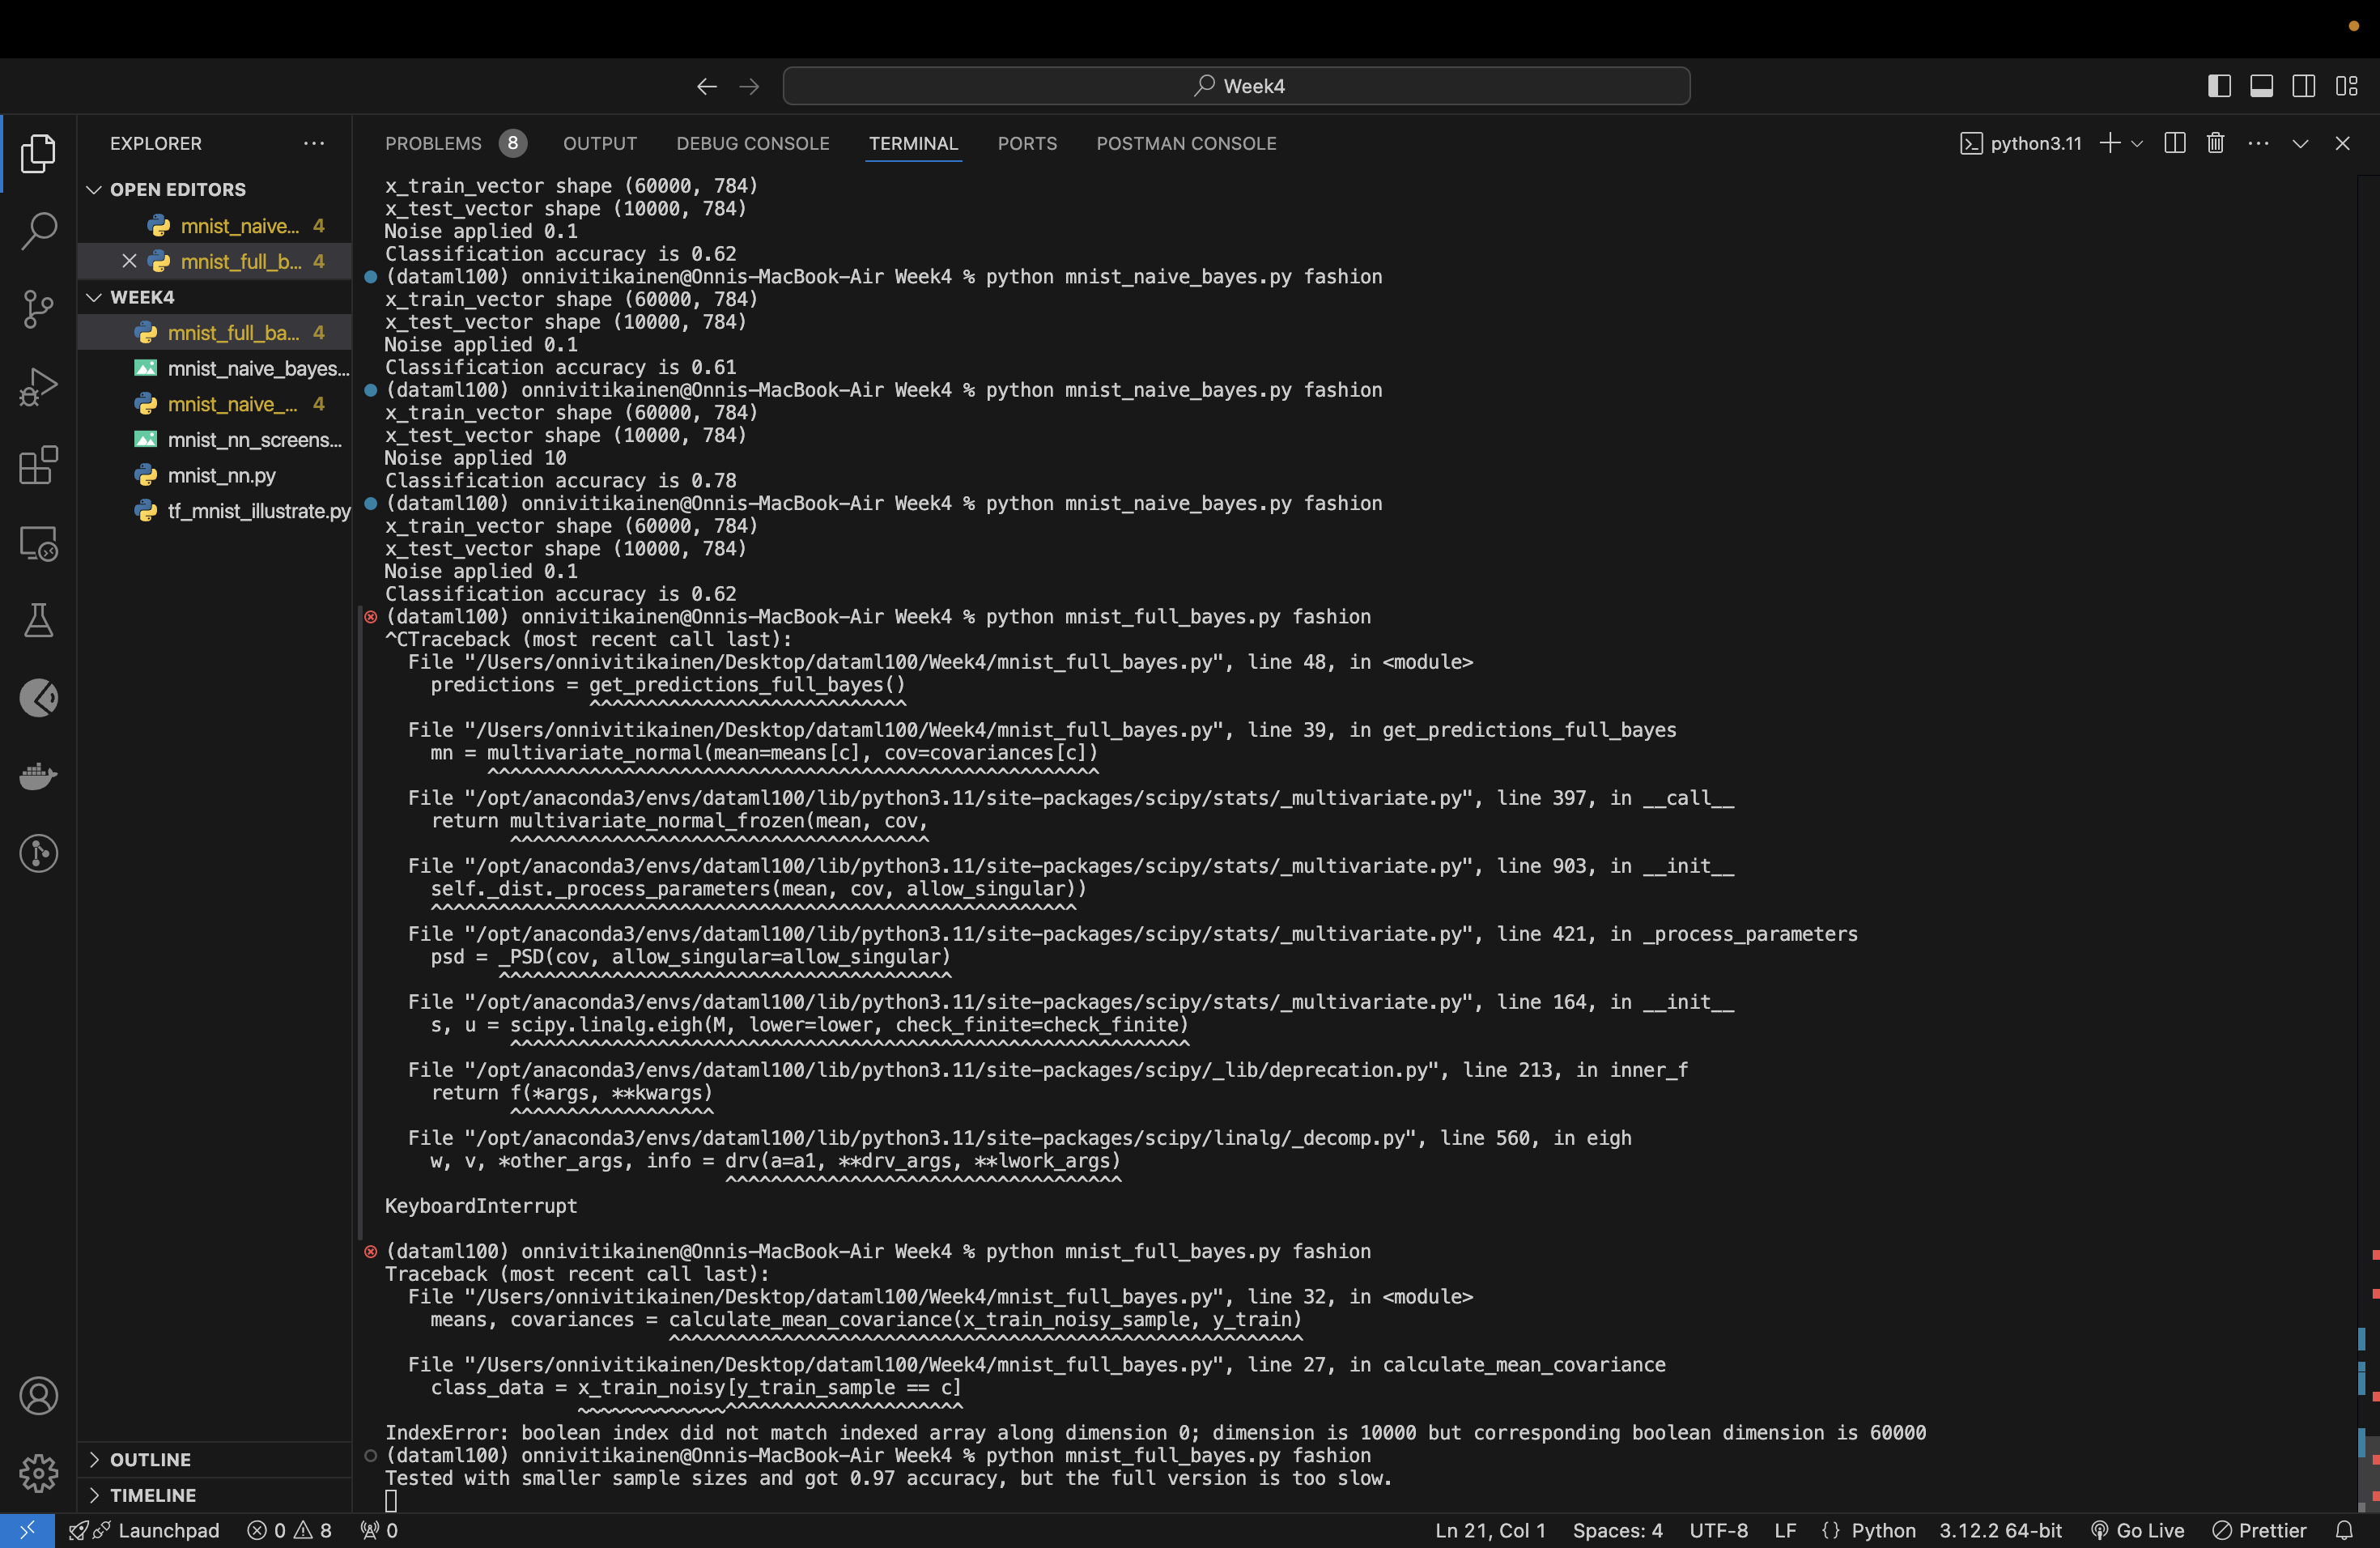 Week4
EXPLORER
OPEN EDITORS
mnist_naive... 4
mnist_full_b... 4
WEEK4
mnist_full_ba... 4
mnist_naive_bayes...
mnist_naive_... 4
mnist_nn_screens...
mnist_nn.py
tf_mnist_illustrate.py
OUTLINE
TIMELINE
PROBLEMS 8 OUTPUT DEBUG CONSOLE TERMINAL PORTS POSTMAN CONSOLE
python3.11
x_train_vector shape (60000, 784)
x_test_vector shape (10000, 784)
Noise applied 0.1
Classification accuracy is 0.62
(dataml100) onnivitikainen@Onnis-MacBook-Air Week4 % python mnist_naive_bayes.py fashion
x_train_vector shape (60000, 784)
x_test_vector shape (10000, 784)
Noise applied 0.1
Classification accuracy is 0.61
(dataml100) onnivitikainen@Onnis-MacBook-Air Week4 % python mnist_naive_bayes.py fashion
x_train_vector shape (60000, 784)
x_test_vector shape (10000, 784)
Noise applied 10
Classification accuracy is 0.78
(dataml100) onnivitikainen@Onnis-MacBook-Air Week4 % python mnist_naive_bayes.py fashion
x_train_vector shape (60000, 784)
x_test_vector shape (10000, 784)
Noise applied 0.1
Classification accuracy is 0.62
(dataml100) onnivitikainen@Onnis-MacBook-Air Week4 % python mnist_full_bayes.py fashion
^CTraceback (most recent call last):
File "/Users/onnivitikainen/Desktop/dataml100/Week4/mnist_full_bayes.py", line 48, in <module>
predictions = get_predictions_full_bayes()
^^^^^^^^^^^^^^^^^^^^^^^^^^^^
File "/Users/onnivitikainen/Desktop/dataml100/Week4/mnist_full_bayes.py", line 39, in get_predictions_full_bayes
mn = multivariate_normal(mean=means[c], cov=covariances[c])
^^^^^^^^^^^^^^^^^^^^^^^^^^^^^^^^^^^^^^^^^^^^^^^^^^^^^^
File "/opt/anaconda3/envs/dataml100/lib/python3.11/site-packages/scipy/stats/_multivariate.py", line 397, in __call__
return multivariate_normal_frozen(mean, cov,
^^^^^^^^^^^^^^^^^^^^^^^^^^^^^^^^^^^^^
File "/opt/anaconda3/envs/dataml100/lib/python3.11/site-packages/scipy/stats/_multivariate.py", line 903, in __init__
self._dist._process_parameters(mean, cov, allow_singular))
^^^^^^^^^^^^^^^^^^^^^^^^^^^^^^^^^^^^^^^^^^^^^^^^^^^^^^^^^
File "/opt/anaconda3/envs/dataml100/lib/python3.11/site-packages/scipy/stats/_multivariate.py", line 421, in _process_parameters
psd = _PSD(cov, allow_singular=allow_singular)
^^^^^^^^^^^^^^^^^^^^^^^^^^^^^^^^^^^^^^^^
File "/opt/anaconda3/envs/dataml100/lib/python3.11/site-packages/scipy/stats/_multivariate.py", line 164, in __init__
s, u = scipy.linalg.eigh(M, lower=lower, check_finite=check_finite)
^^^^^^^^^^^^^^^^^^^^^^^^^^^^^^^^^^^^^^^^^^^^^^^^^^^^^^^^^^^^
File "/opt/anaconda3/envs/dataml100/lib/python3.11/site-packages/scipy/_lib/deprecation.py", line 213, in inner_f
return f(*args, **kwargs)
^^^^^^^^^^^^^^^^^^
File "/opt/anaconda3/envs/dataml100/lib/python3.11/site-packages/scipy/linalg/_decomp.py", line 560, in eigh
w, v, *other_args, info = drv(a=a1, **drv_args, **lwork_args)
^^^^^^^^^^^^^^^^^^^^^^^^^^^^^^^^^^^
KeyboardInterrupt
(dataml100) onnivitikainen@Onnis-MacBook-Air Week4 % python mnist_full_bayes.py fashion
Traceback (most recent call last):
File "/Users/onnivitikainen/Desktop/dataml100/Week4/mnist_full_bayes.py", line 32, in <module>
means, covariances = calculate_mean_covariance(x_train_noisy_sample, y_train)
^^^^^^^^^^^^^^^^^^^^^^^^^^^^^^^^^^^^^^^^^^^^^^^^^^^^^^^^
File "/Users/onnivitikainen/Desktop/dataml100/Week4/mnist_full_bayes.py", line 27, in calculate_mean_covariance
class_data = x_train_noisy[y_train_sample == c]
~~~~~~~~~~~~~^^^^^^^^^^^^^^^^^^^^^
IndexError: boolean index did not match indexed array along dimension 0; dimension is 10000 but corresponding boolean dimension is 60000
(dataml100) onnivitikainen@Onnis-MacBook-Air Week4 % python mnist_full_bayes.py fashion
Tested with smaller sample sizes and got 0.97 accuracy, but the full version is too slow.
Launchpad 0 8 0 Ln 21, Col 1 Spaces: 4 UTF-8 LF {} Python 3.12.2 64-bit Go Live Prettier